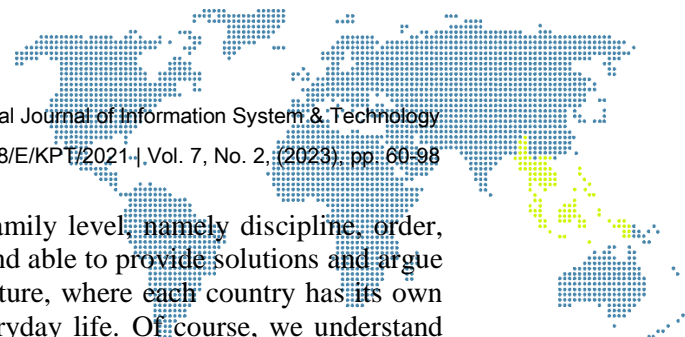 al Journal of Information System & Technology
8/E/KPT/2021 | Vol. 7, No. 2, (2023), pp. 60-98
amily level, namely discipline, order,
nd able to provide solutions and argue
ture, where each country has its own
eryday life. Of course, we understand